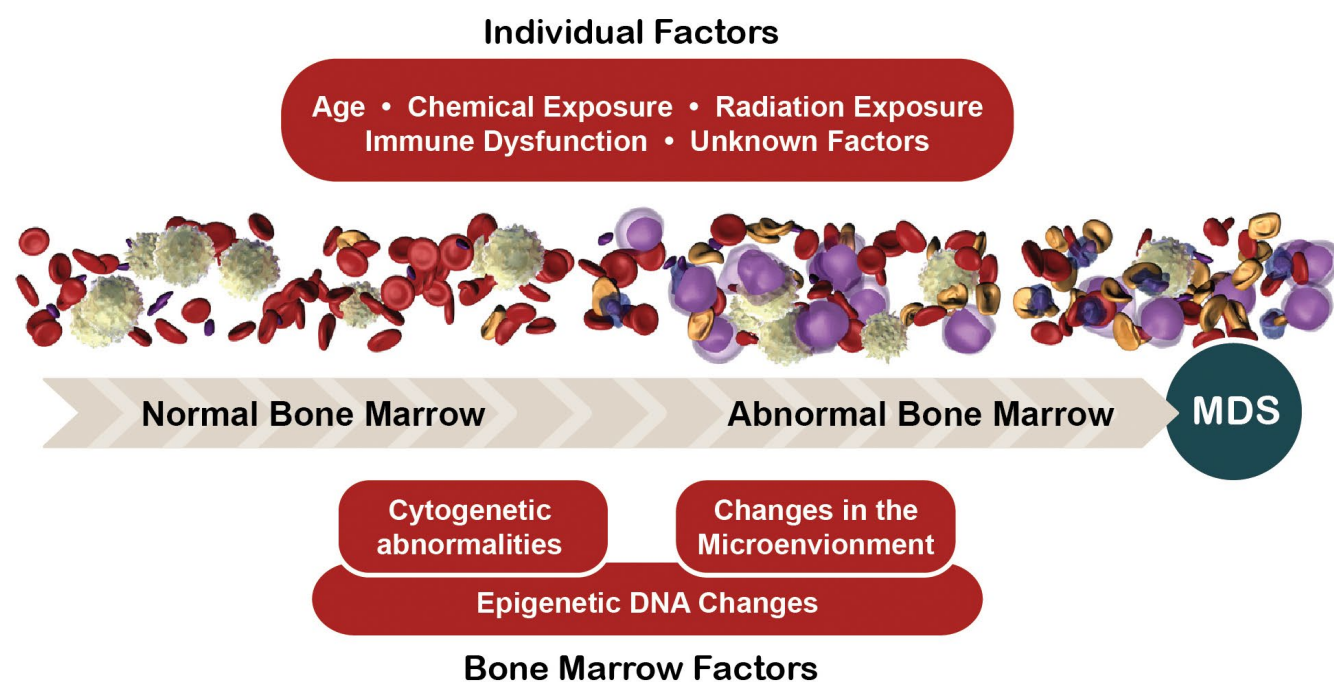 Individual Factors
Age • Chemical Exposure • Radiation Exposure
Immune Dysfunction • Unknown Factors
Normal Bone Marrow
Abnormal Bone Marrow
MDS
Cytogenetic
abnormalities
Changes in the
Microenvionment
Epigenetic DNA Changes
Bone Marrow Factors